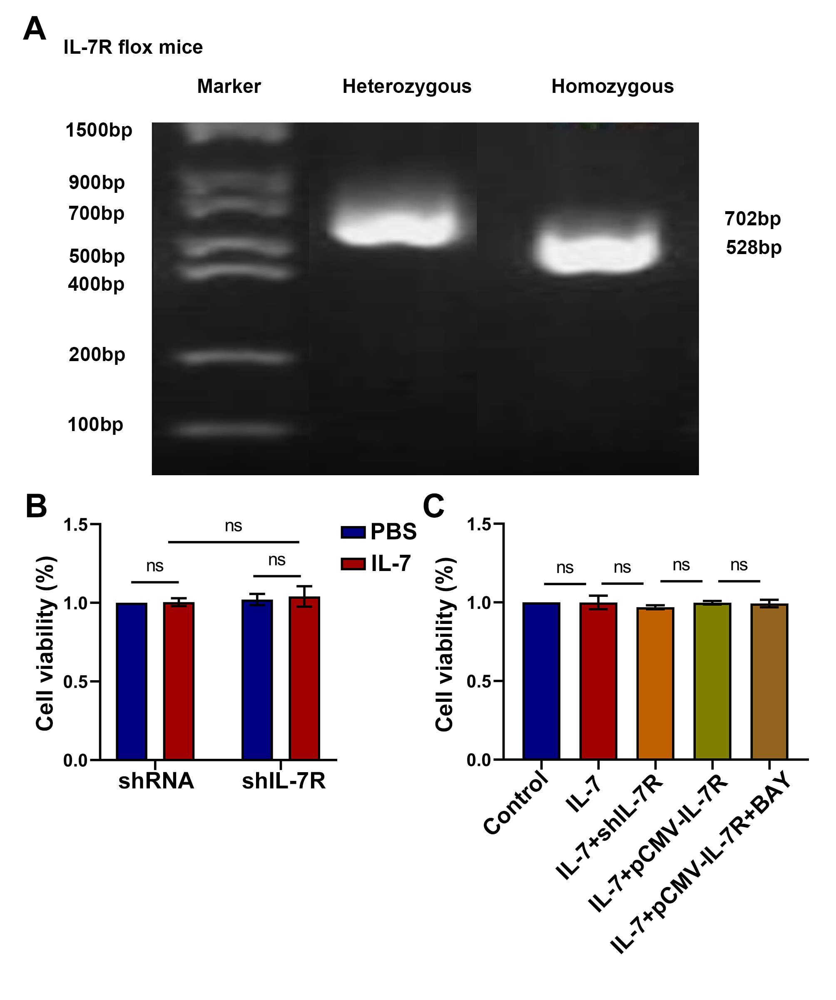 A
IL-7R flox mice
Marker Heterozygous Homozygous
1500bp
900bp
700bp
500bp
400bp
200bp
100bp
702bp
528bp
B
Cell viability (%)
1.5
1.0
0.5
0.0
ns
ns
ns
PBS
IL-7
shRNA shIL-7R
C
Cell viability (%)
1.5
1.0
0.5
0.0
ns ns ns ns
Control
IL-7
IL-7+shIL-7R
IL-7+pCMV-IL-7R
IL-7+pCMV-IL-7R+BAY